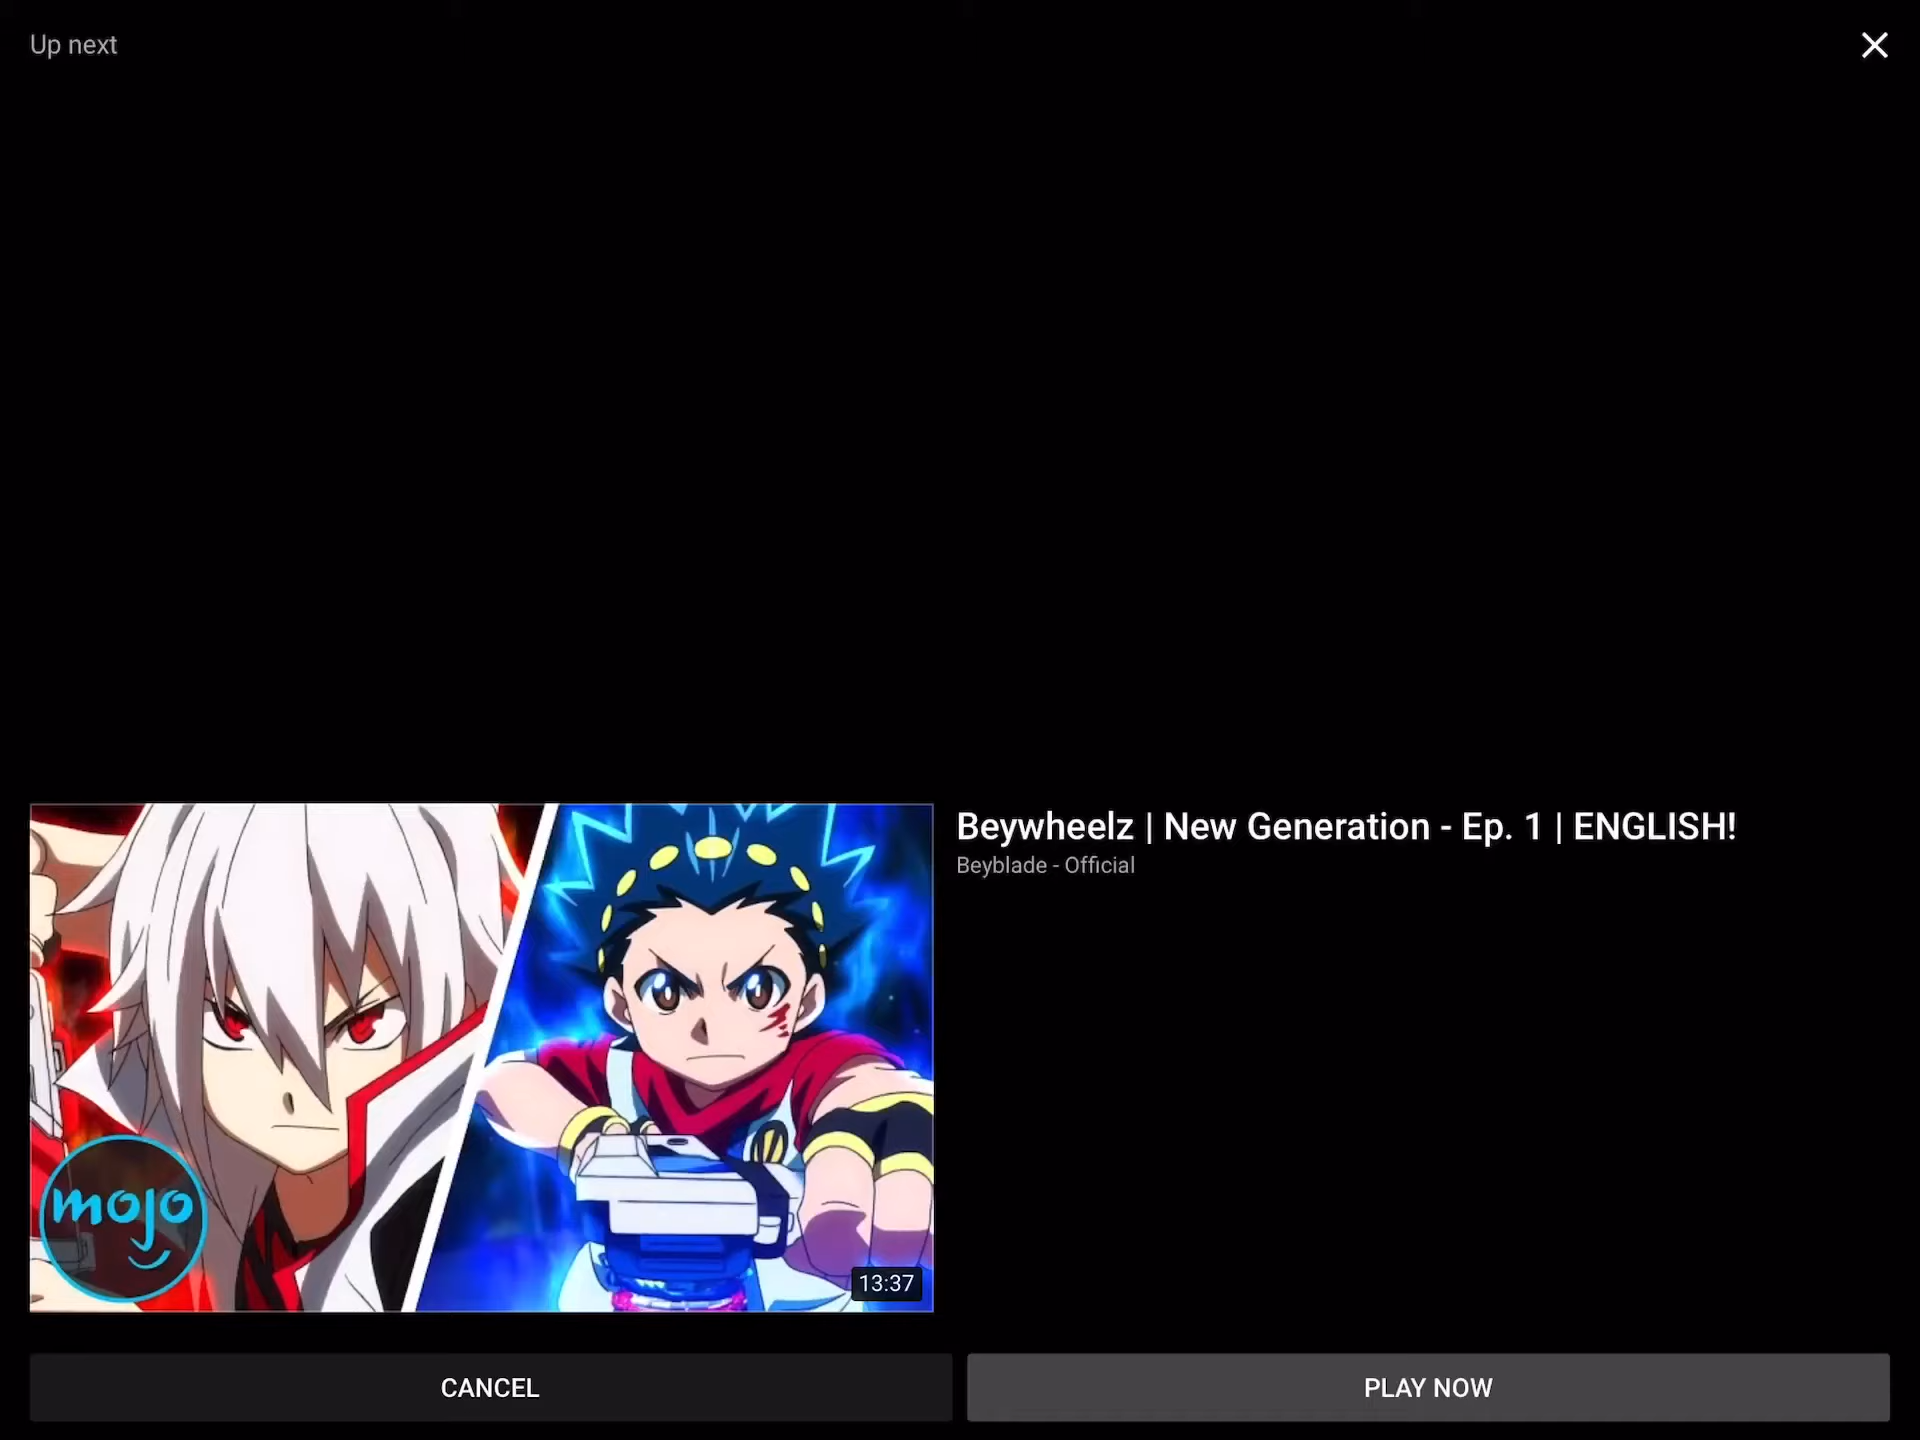 Up next
Beywheelz | New Generation - Ep. 1 | ENGLISH!
Beyblade - Official
mojo
13:37
CANCEL
PLAY NOW